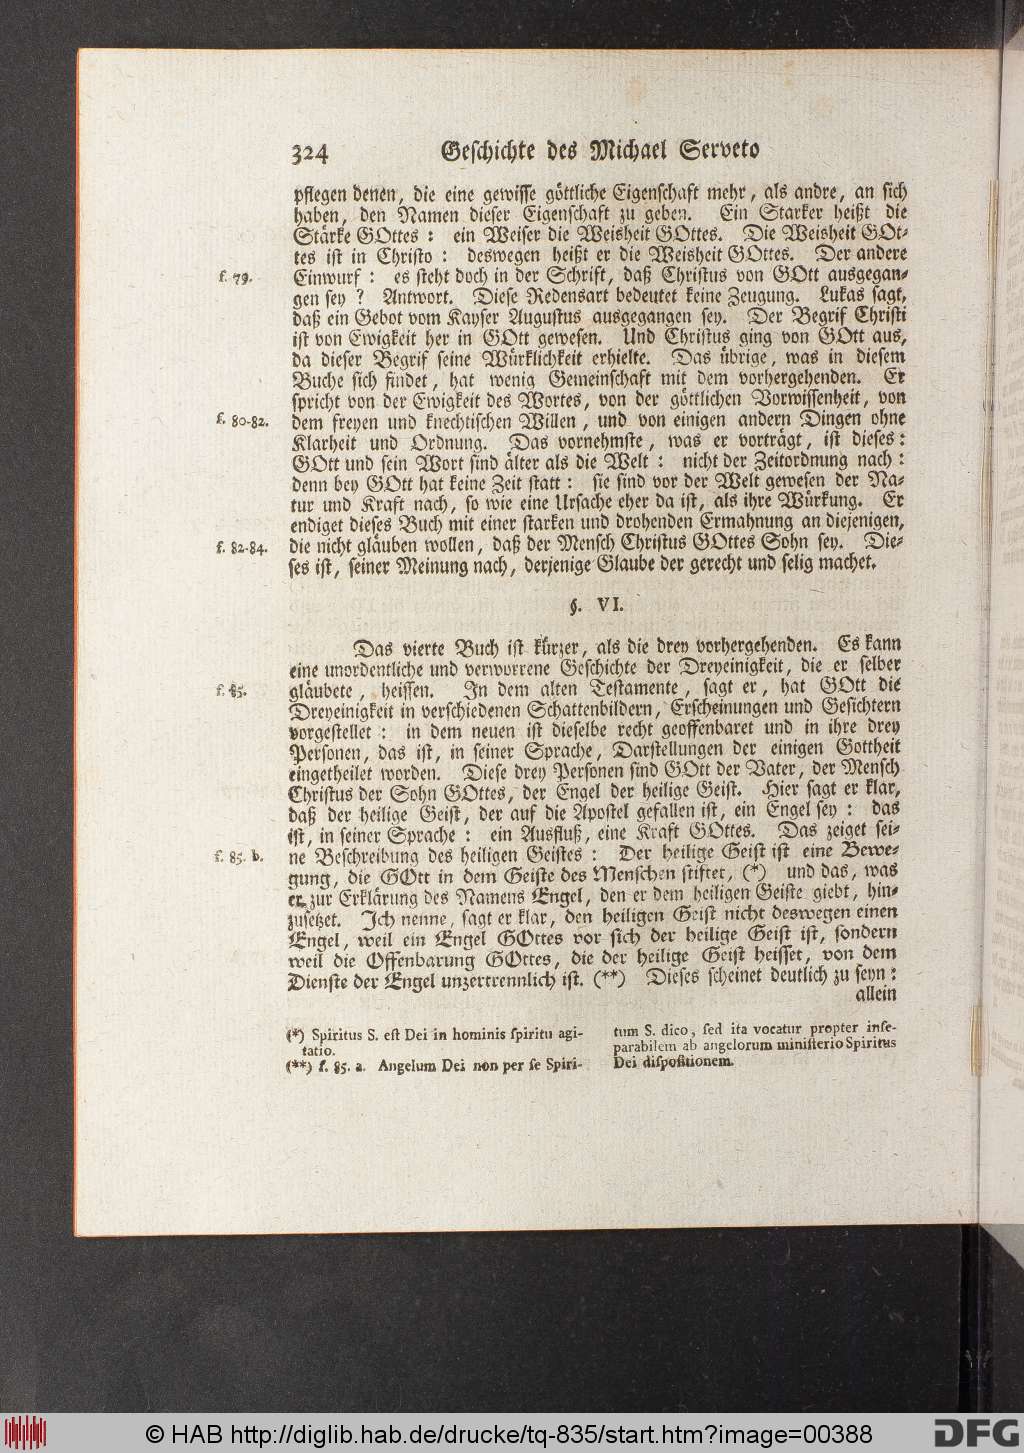 324 Geschichte des Michael Serveto
pflegen denen, die eine gewisse göttliche Eigenschaft mehr, als andre, an sich
haben, den Namen dieser Eigenschaft zu geben. Ein Starker heißt die
Stärke GOttes: ein Weiser die Weisheit GOttes. Die Weisheit GOt-
tes ist in Christo: deswegen heißt er die Weisheit GOttes. Der andere
f. 79. Einwurf: es steht doch in der Schrift, daß Christus von GOtt ausgegan-
gen sey? Antwort. Diese Redensart bedeutet keine Zeugung. Lukas sagt,
daß ein Gebot vom Kayser Augustus ausgegangen sey. Der Begrif Christi
ist von Ewigkeit her in GOtt gewesen. Und Christus ging von GOtt aus,
da dieser Begrif seine Würklichkeit erhielte. Das übrige, was in diesem
Buche sich findet, hat wenig Gemeinschaft mit dem vorhergehenden. Er
spricht von der Ewigkeit des Wortes, von der göttlichen Vorwissenheit, von
f. 80-82. dem freyen und knechtischen Willen, und von einigen andern Dingen ohne
Klarheit und Ordnung. Das vornehmste, was er vorträgt, ist dieses:
GOtt und sein Wort sind älter als die Welt: nicht der Zeitordnung nach:
denn bey GOtt hat keine Zeit statt: sie sind vor der Welt gewesen der Na-
tur und Kraft nach, so wie eine Ursache eher da ist, als ihre Würkung. Er
endiget dieses Buch mit einer starken und drohenden Ermahnung an diejenigen,
f. 82-84. die nicht gläuben wollen, daß der Mensch Christus GOttes Sohn sey. Die-
ses ist, seiner Meinung nach, derjenige Glaube der gerecht und selig machet.
§. VI.
Das vierte Buch ist kürzer, als die drey vorhergehenden. Es kann
eine unordentliche und verworrene Geschichte der Dreyeinigkeit, die er selber
f. 85. gläubete, heissen. In dem alten Testamente, sagt er, hat GOtt die
Dreyeinigkeit in verschiedenen Schattenbildern, Erscheinungen und Gesichtern
vorgestellet: in dem neuen ist dieselbe recht geoffenbaret und in ihre drey
Personen, das ist, in seiner Sprache, Darstellungen der einigen Gottheit
eingetheilet worden. Diese drey Personen sind GOtt der Vater, der Mensch
Christus der Sohn GOttes, der Engel der heilige Geist. Hier sagt er klar,
daß der heilige Geist, der auf die Apostel gefallen ist, ein Engel sey: das
ist, in seiner Sprache: ein Ausfluß, eine Kraft GOttes. Das zeiget sei-
f. 85. b. ne Beschreibung des heiligen Geistes: Der heilige Geist ist eine Bewe-
gung, die GOtt in dem Geiste des Menschen stiftet, (*) und das, was
er zur Erklärung des Namens Engel, den er dem heiligen Geiste giebt, hin-
zusetzet. Ich nenne, sagt er klar, den heiligen Geist nicht deswegen einen
Engel, weil ein Engel GOttes vor sich der heilige Geist ist, sondern
weil die Offenbarung GOttes, die der heilige Geist heisset, von dem
Dienste der Engel unzertrennlich ist. (**) Dieses scheinet deutlich zu seyn:
allein
(*) Spiritus S. est Dei in hominis spiritu agi-
tatio.
(**) f. 85. a. Angelum Dei non per se Spiri-
tum S. dico, sed ita vocatur propter inse-
parabilem ab angelorum ministerio Spiritus
Dei dispositionem.
© HAB http://diglib.hab.de/drucke/tq-835/start.htm?image=00388
DFG